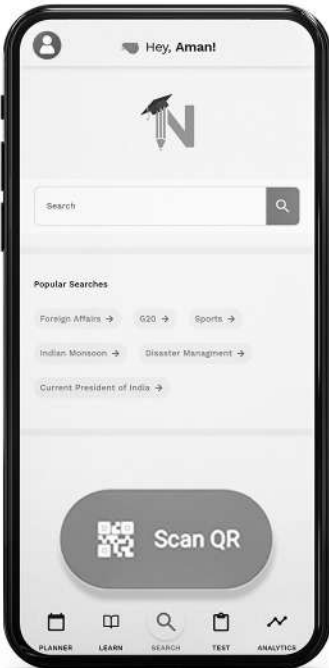 Hey, Aman!
N
Search
Popular Searches
Foreign Affairs → G20 → Sports →
Indian Monsoon → Disaster Managment →
Current President of India →
Scan QR
PLANNER LEARN SEARCH TEST ANALYTICS